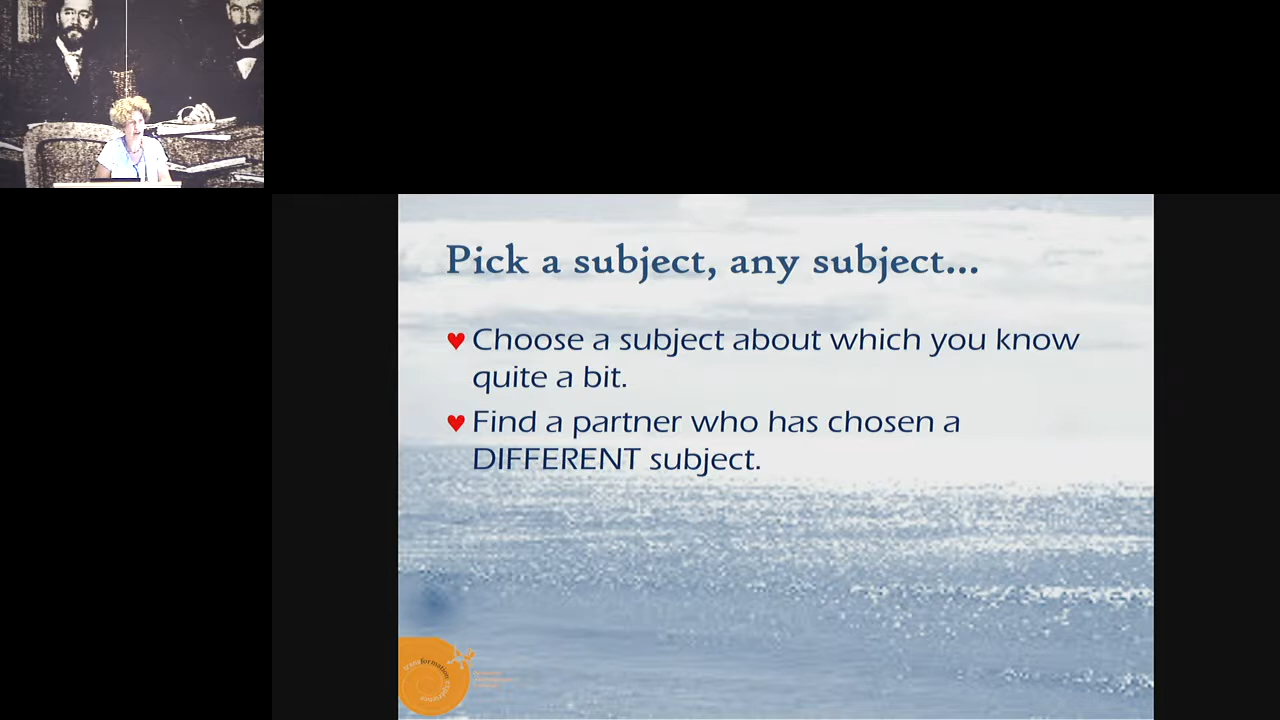 Pick a subject, any subject...
♥ Choose a subject about which you know
quite a bit.
♥ Find a partner who has chosen a
DIFFERENT subject.
transformation